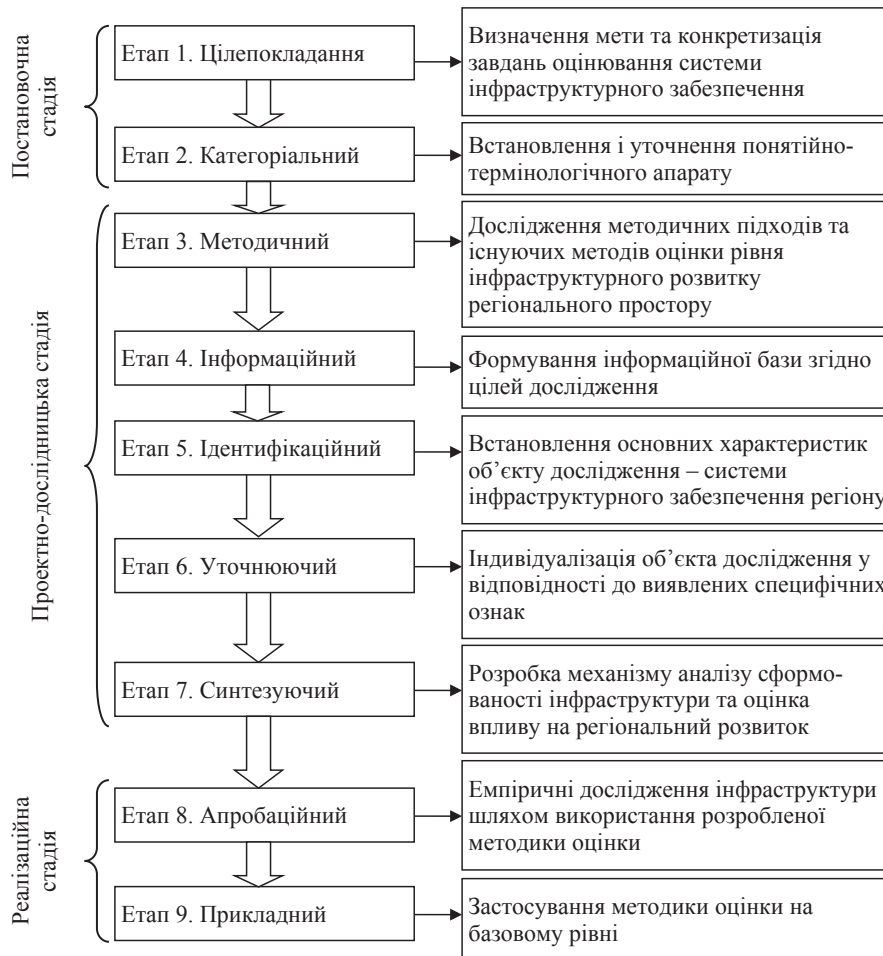 Постановочна
стадія
Етап 1. Цілепокладання
Визначення мети та конкретизація
завдань оцінювання системи
інфраструктурного забезпечення
Етап 2. Категоріальний
Встановлення і уточнення понятійно-
термінологічного апарату
Проектно-дослідницька стадія
Етап 3. Методичний
Дослідження методичних підходів та
існуючих методів оцінки рівня
інфраструктурного розвитку
регіонального простору
Етап 4. Інформаційний
Формування інформаційної бази згідно
цілей дослідження
Етап 5. Ідентифікаційний
Встановлення основних характеристик
об’єкту дослідження – системи
інфраструктурного забезпечення регіону
Етап 6. Уточнюючий
Індивідуалізація об’єкта дослідження у
відповідності до виявлених специфічних
ознак
Етап 7. Синтезуючий
Розробка механізму аналізу сформо-
ваності інфраструктури та оцінка
впливу на регіональний розвиток
Реалізаційна
стадія
Етап 8. Апробаційний
Емпіричні дослідження інфраструктури
шляхом використання розробленої
методики оцінки
Етап 9. Прикладний
Застосування методики оцінки на
базовому рівні